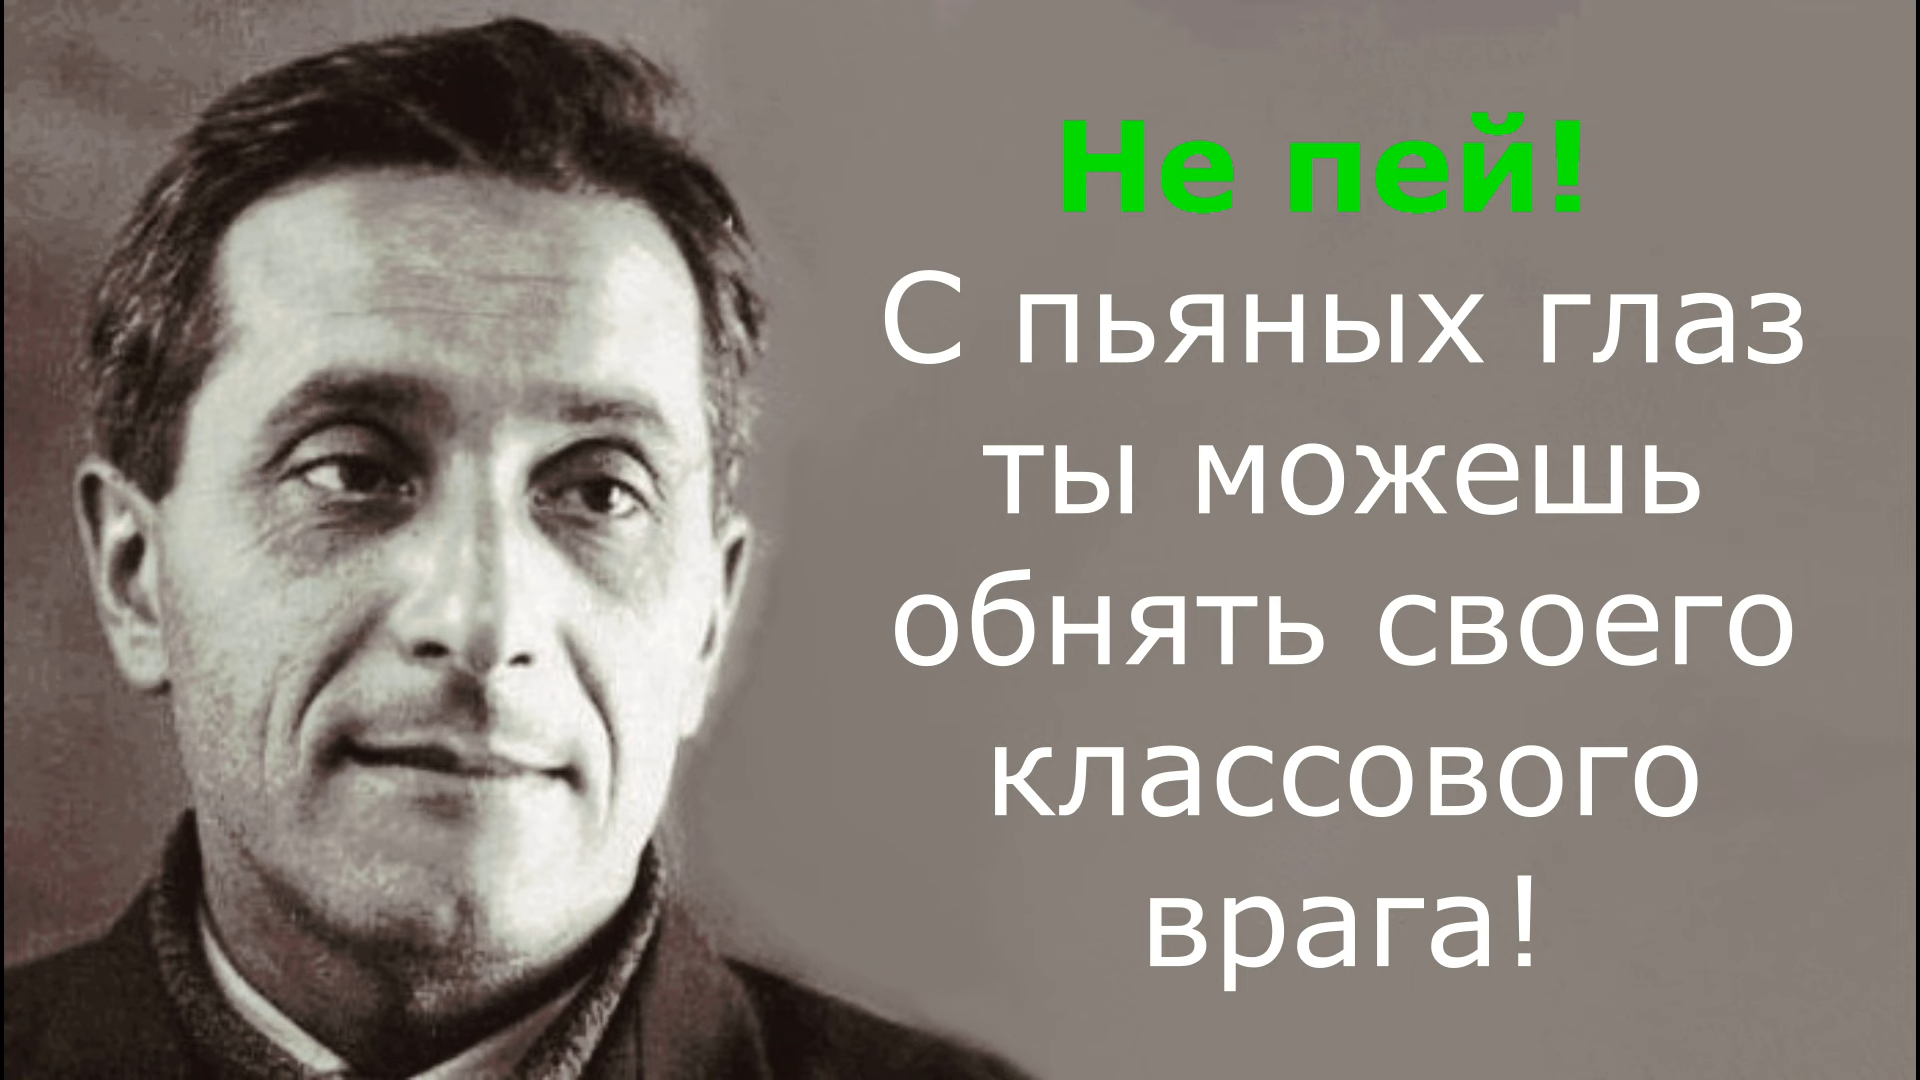 Не пей!
С пьяных глаз
ты можешь
обнять своего
классового
врага!